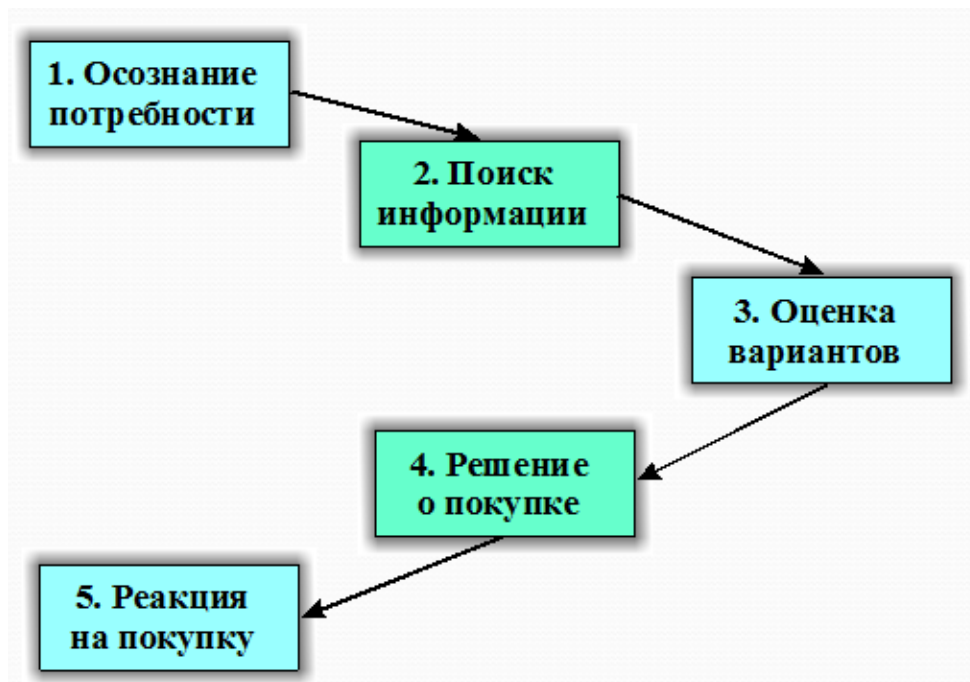 1. Осознание
потребности
2. Поиск
информации
3. Оценка
вариантов
4. Решение
о покупке
5. Реакция
на покупку